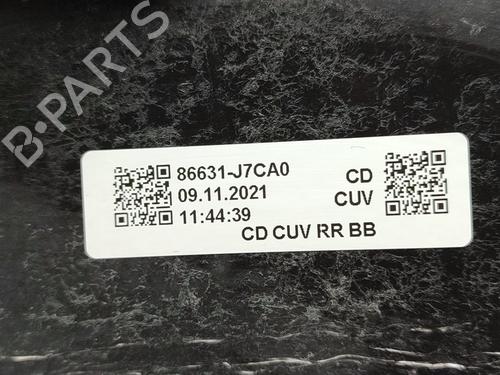 B-PARTS
86631-J7CA0 CD
09.11.2021 CUV
11:44:39
CD CUV RR BB